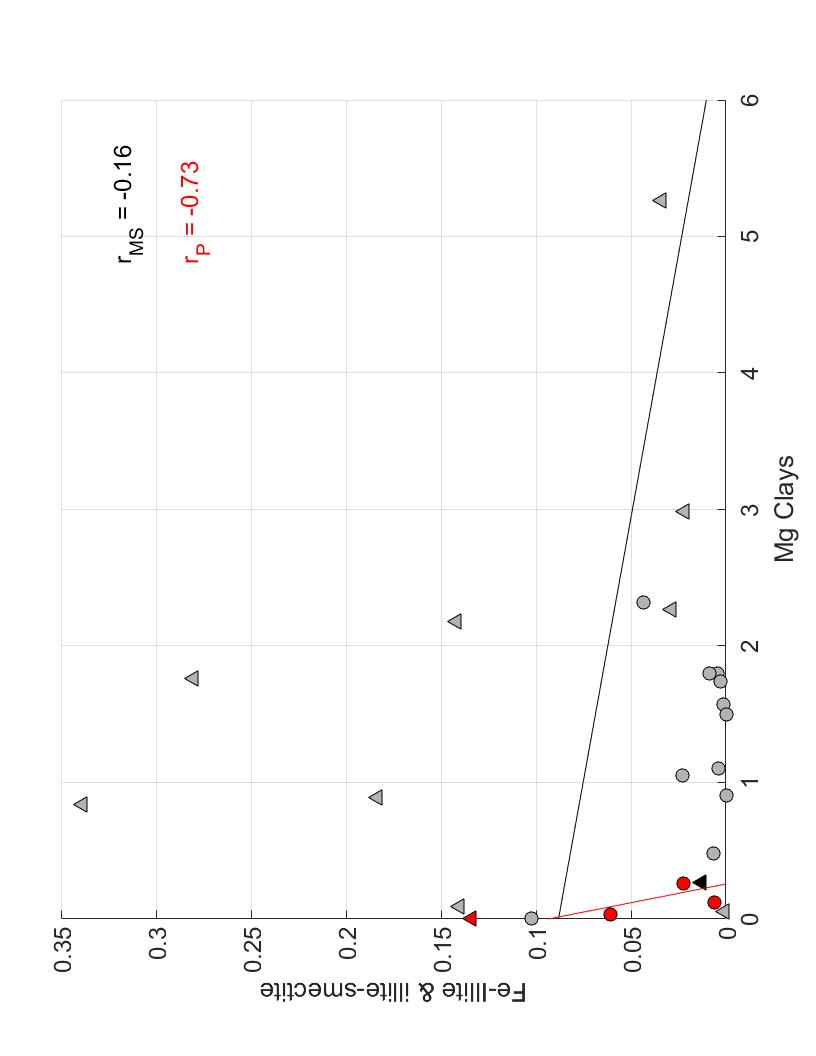 0.35
0.3
0.25
0.2
0.15
0.1
0.05
0
Fe-Illite & illite-smectite
r_MS = -0.16
r_P = -0.73
0 1 2 3 4 5 6
Mg Clays